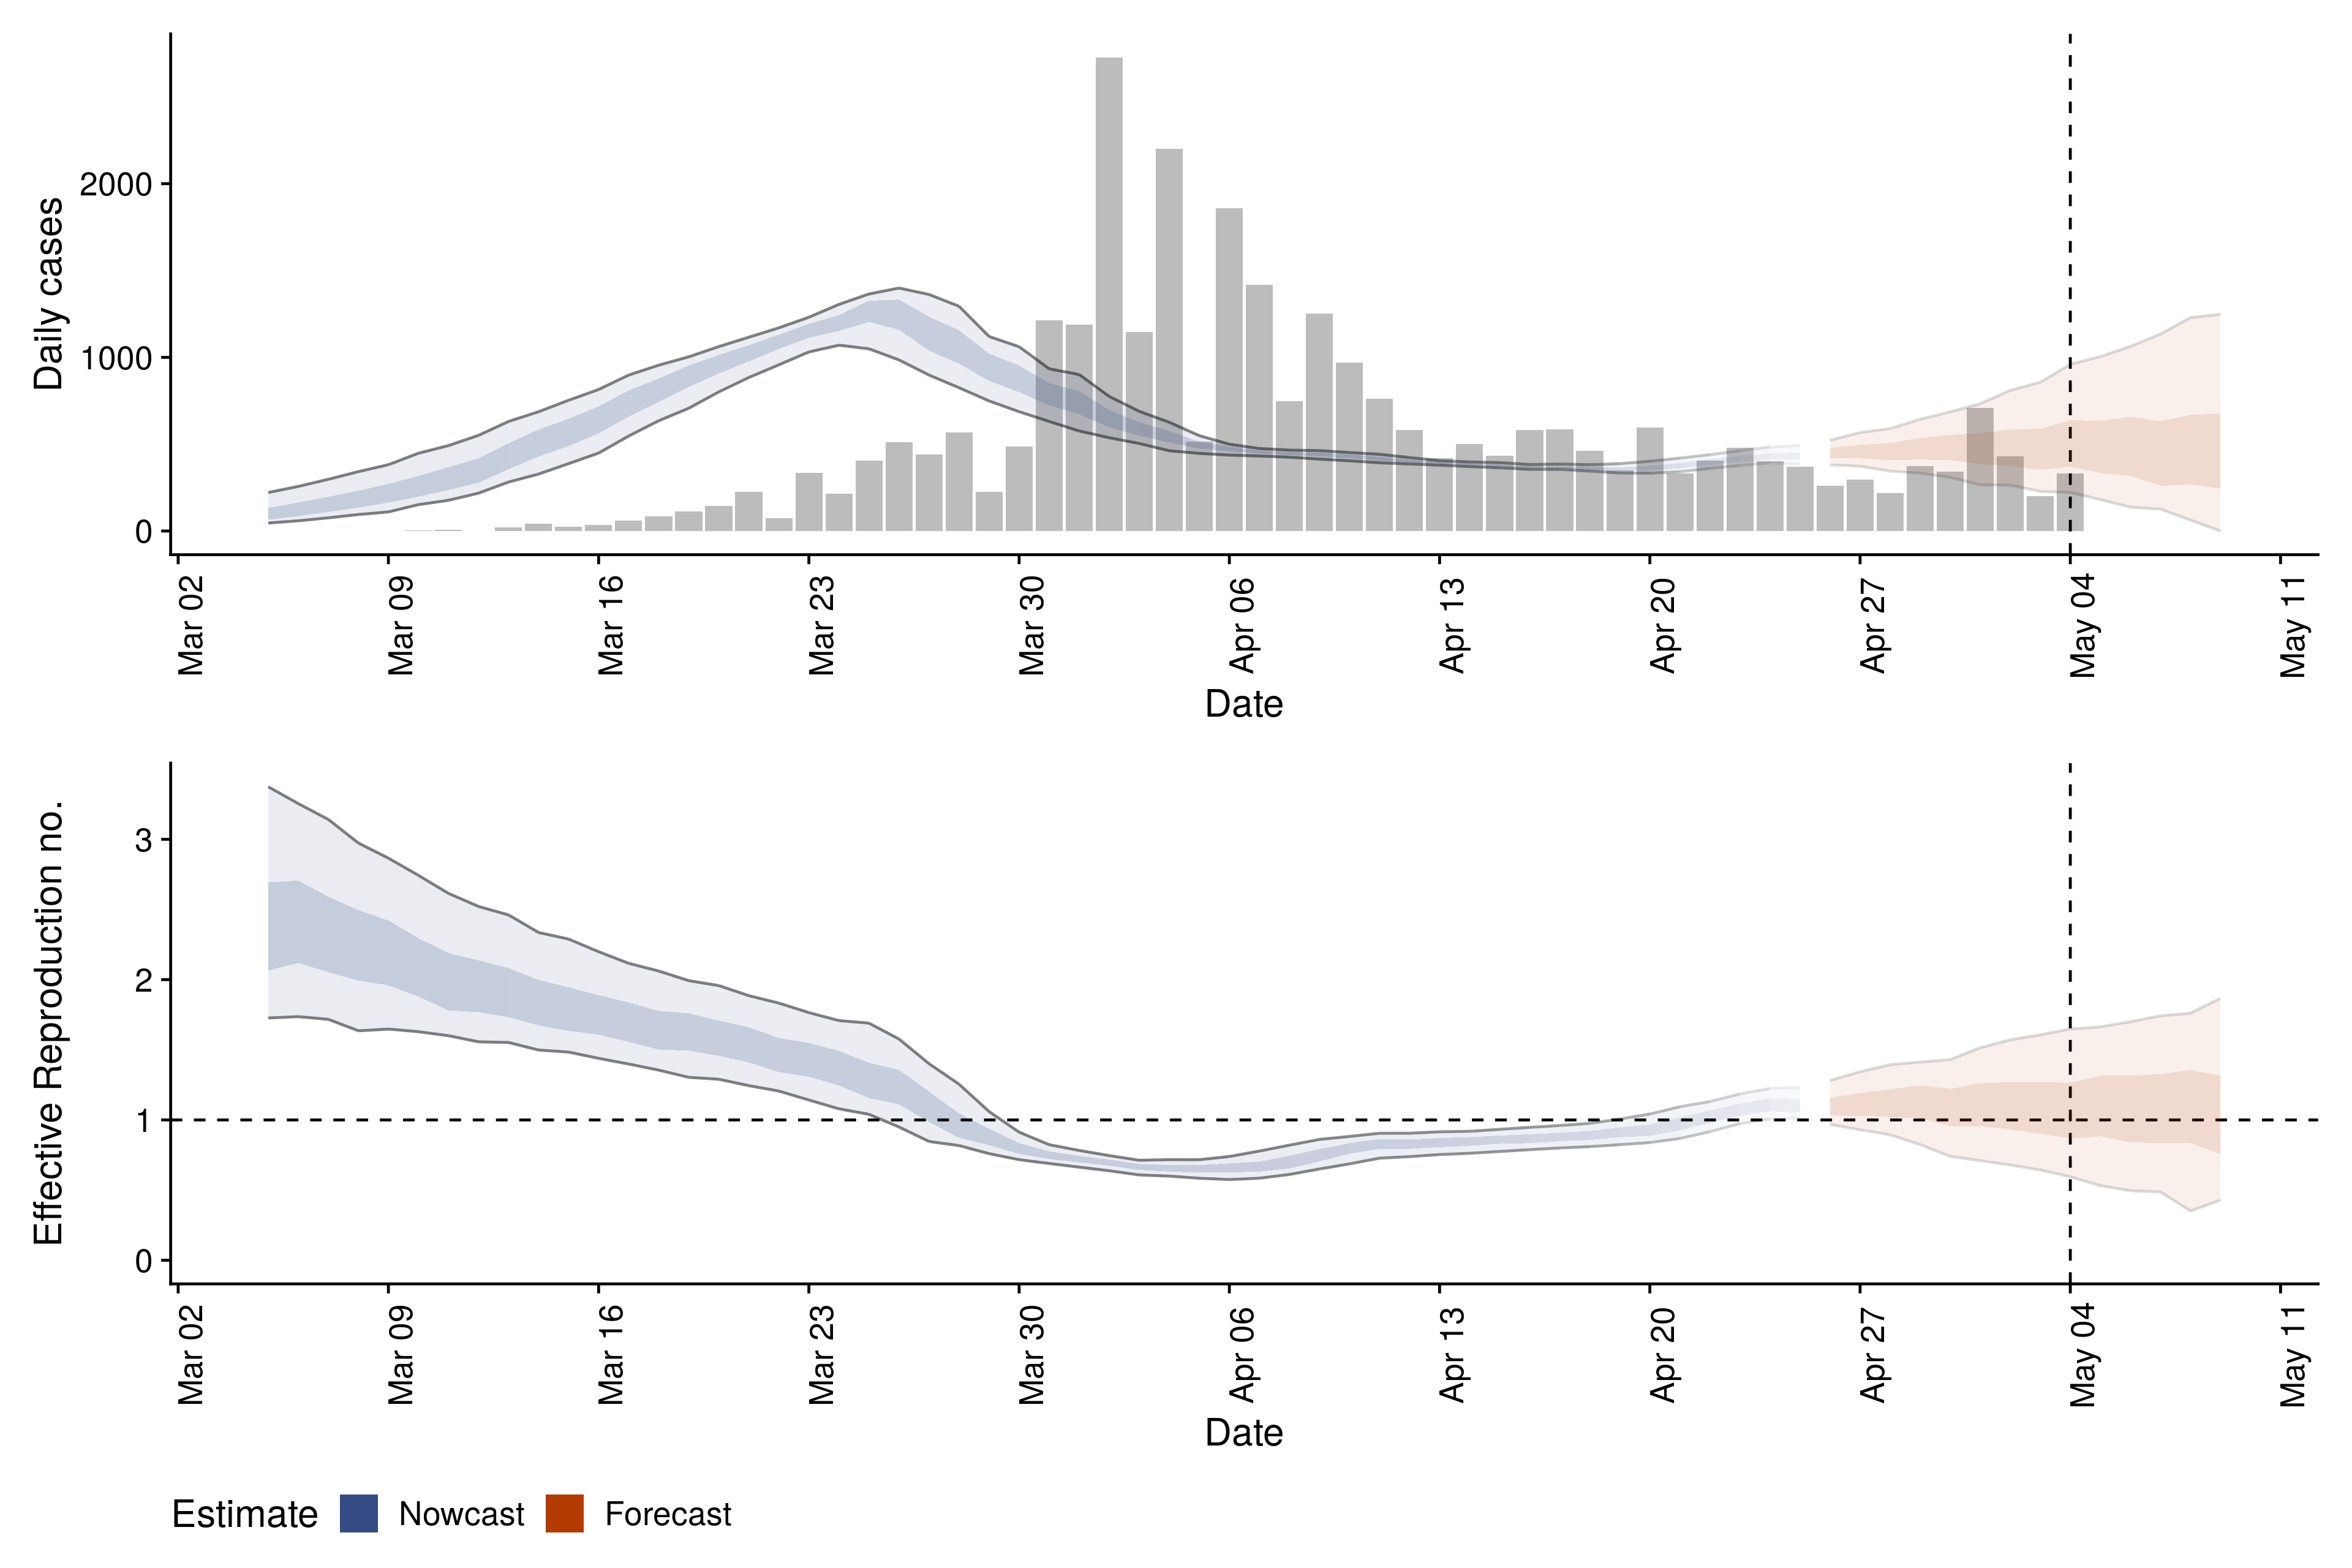 Daily cases
2000
1000
0
Mar 02
Mar 09
Mar 16
Mar 23
Mar 30
Apr 06
Apr 13
Apr 20
Apr 27
May 04
May 11
Date
Effective Reproduction no.
3
2
1
0
Mar 02
Mar 09
Mar 16
Mar 23
Mar 30
Apr 06
Apr 13
Apr 20
Apr 27
May 04
May 11
Date
Estimate Nowcast Forecast